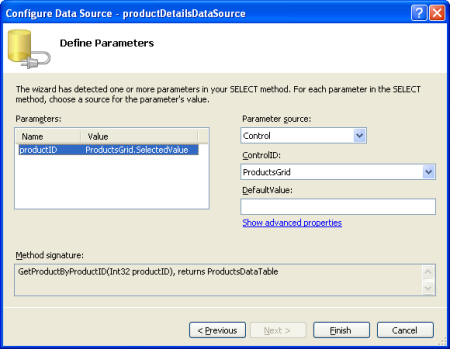 Configure Data Source - productDetailsDataSource
Define Parameters
The wizard has detected one or more parameters in your SELECT method. For each parameter in the SELECT
method, choose a source for the parameter's value.
Parameters:
Name Value
productID ProductsGrid.SelectedValue
Parameter source:
Control
ControlID:
ProductsGrid
DefaultValue:
Show advanced properties
Method signature:
GetProductByProductID(Int32 productID), returns ProductsDataTable
< Previous Next > Finish Cancel